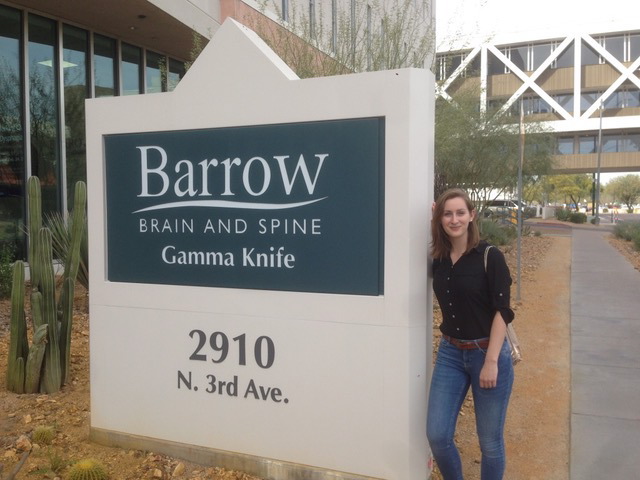 Barrow
BRAIN AND SPINE
Gamma Knife
2910
N. 3rd Ave.